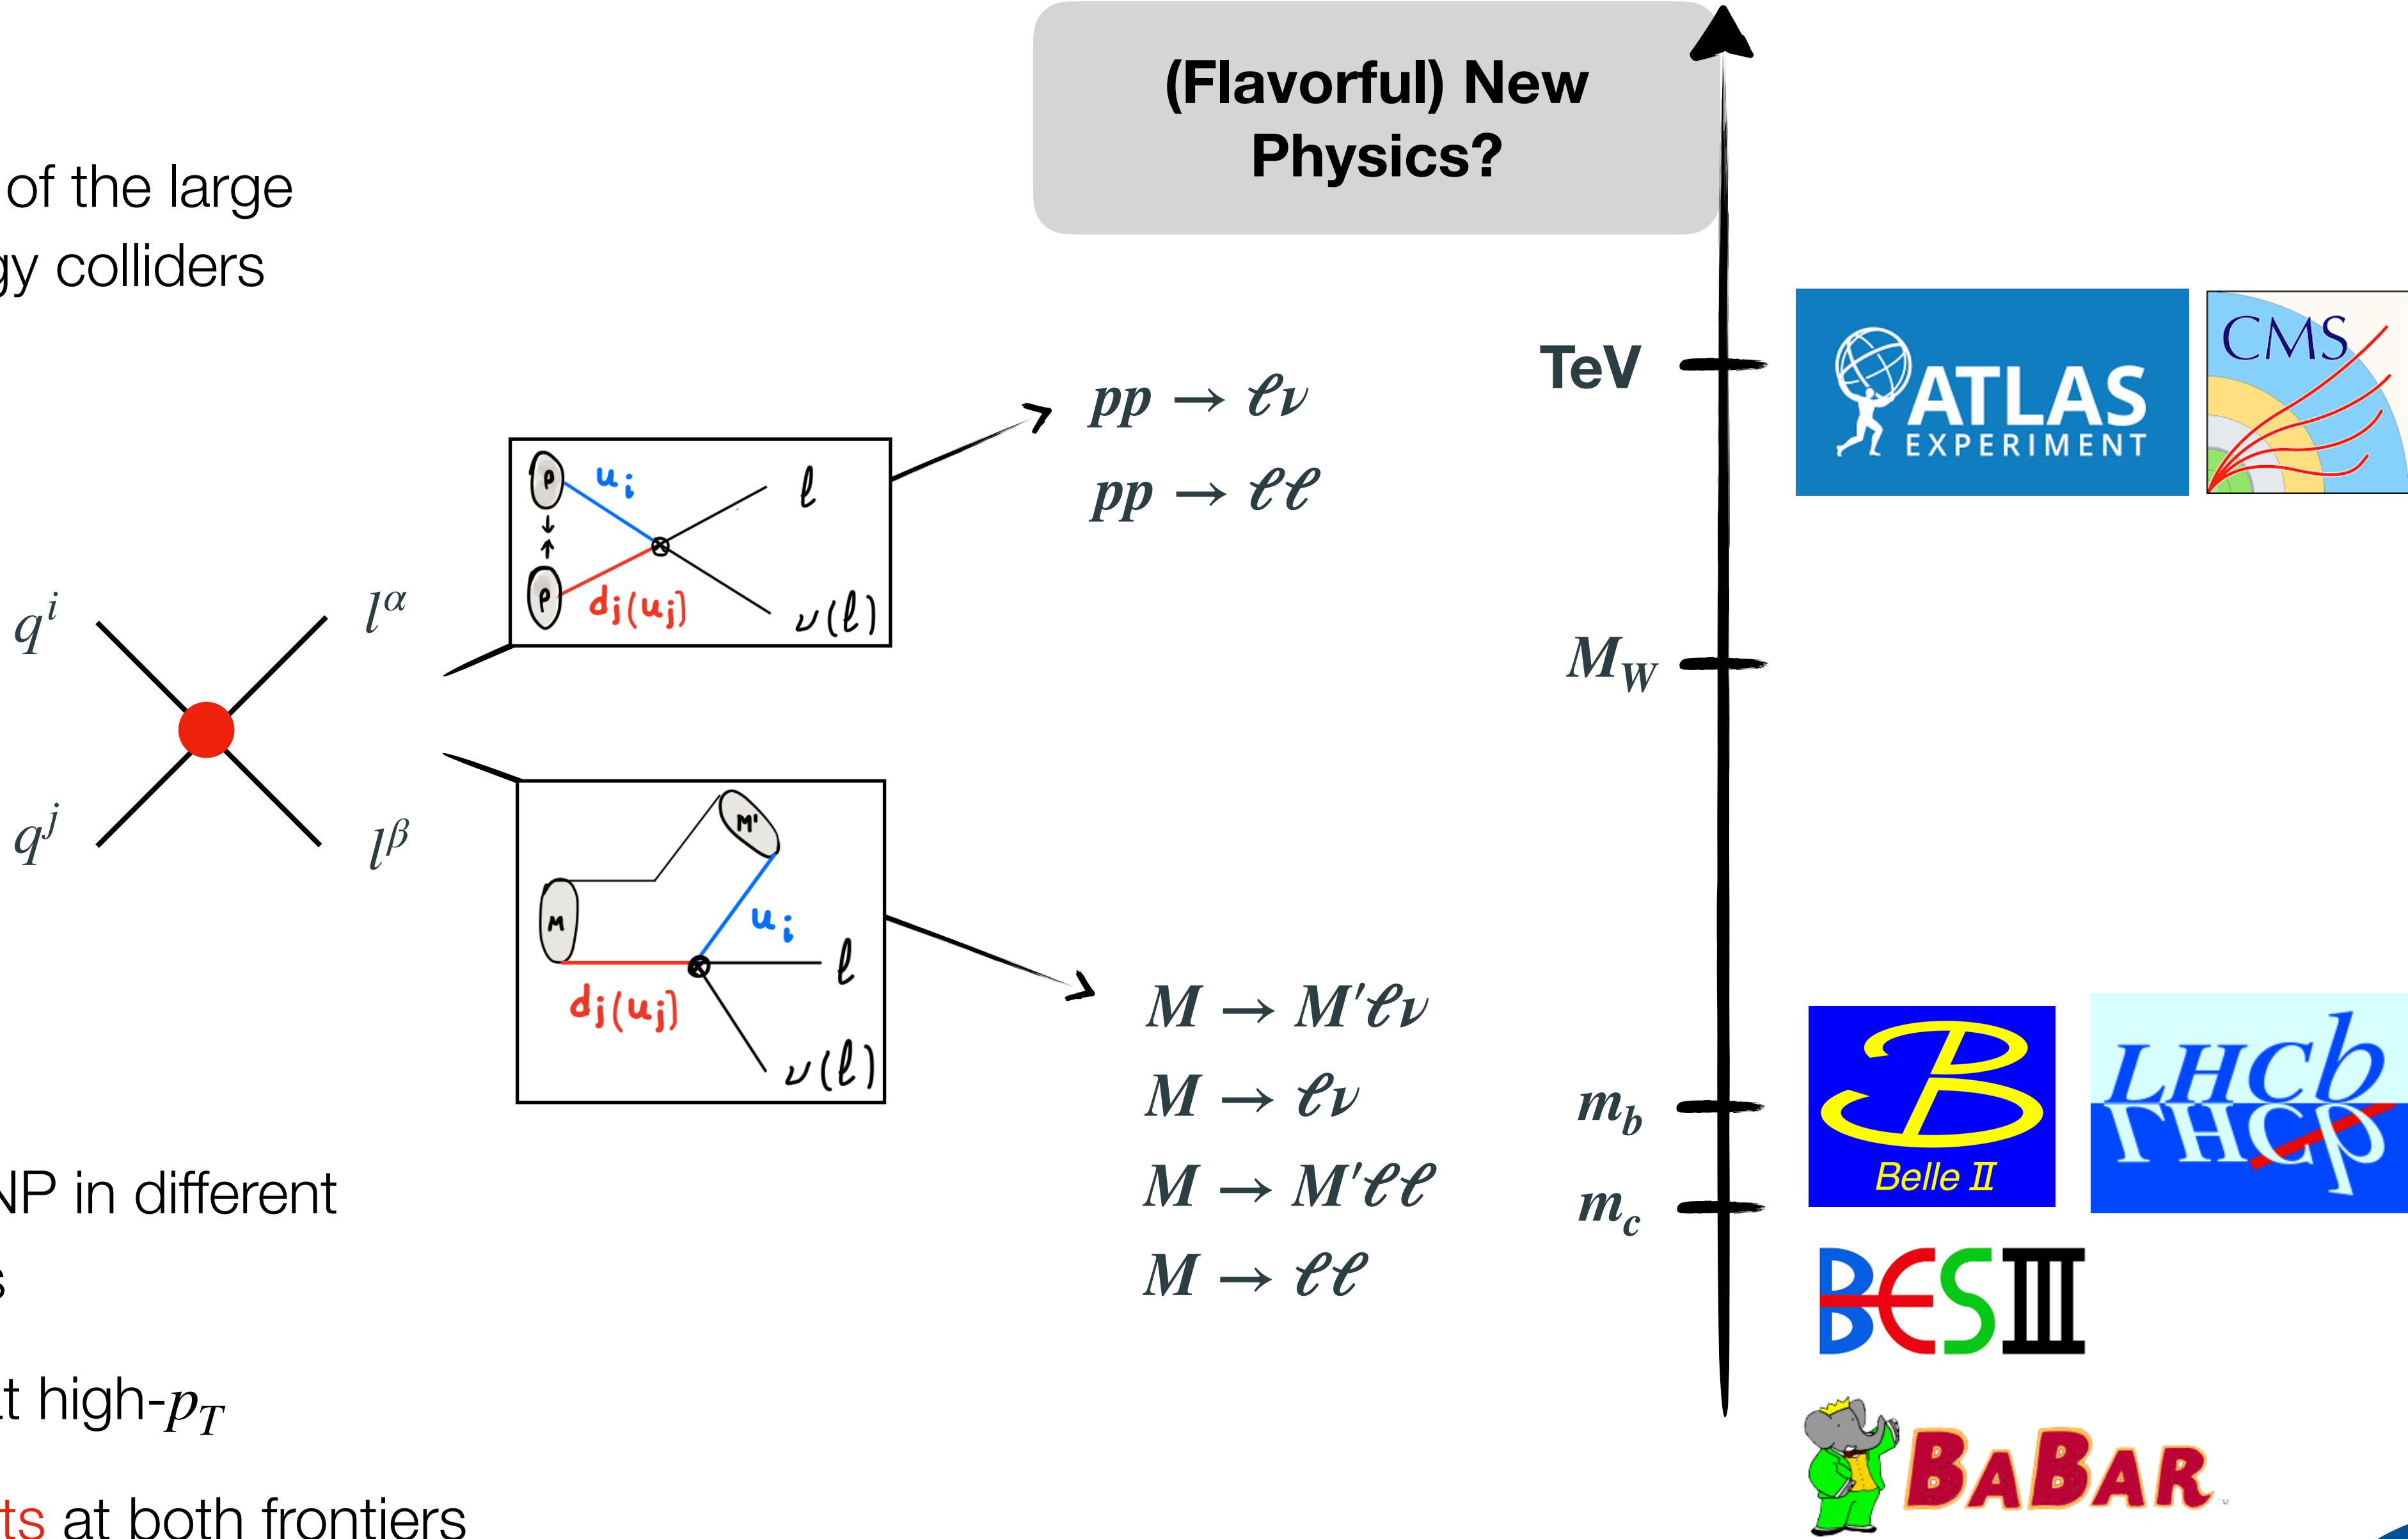 (Flavorful) New
Physics?
of the large
gy colliders
TeV
ATLAS
EXPERIMENT
CMS
pp → ℓν
pp → ℓℓ
p
u_i
l
p
d_j(u_j)
ν(l)
q^i
l^α
q^j
l^β
M_W
M'
M
u_i
l
d_j(u_j)
ν(l)
M → M'ℓν
M → ℓν
M → M'ℓℓ
M → ℓℓ
m_b
m_c
B
Belle II
LHCb
LHCb
BESIII
BABAR
NP in different
s
at high-p_T
ts at both frontiers